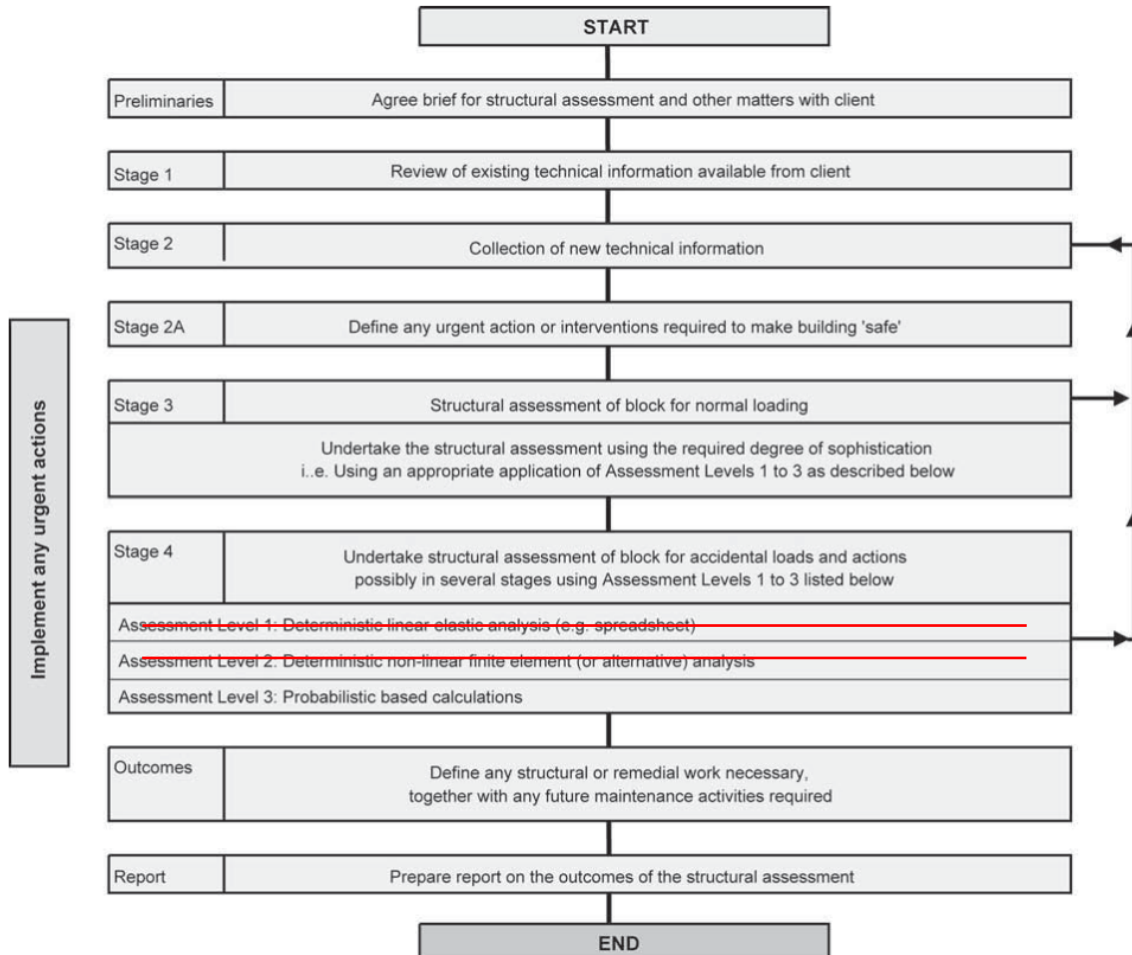 START
Preliminaries
Agree brief for structural assessment and other matters with client
Stage 1
Review of existing technical information available from client
Stage 2
Collection of new technical information
Stage 2A
Define any urgent action or interventions required to make building 'safe'
Implement any urgent actions
Stage 3
Structural assessment of block for normal loading
Undertake the structural assessment using the required degree of sophistication
i..e. Using an appropriate application of Assessment Levels 1 to 3 as described below
Stage 4
Undertake structural assessment of block for accidental loads and actions
possibly in several stages using Assessment Levels 1 to 3 listed below
Assessment Level 1: Deterministic linear elastic analysis (e.g. spreadsheet)
Assessment Level 2: Deterministic non-linear finite element (or alternative) analysis
Assessment Level 3: Probabilistic based calculations
Outcomes
Define any structural or remedial work necessary,
together with any future maintenance activities required
Report
Prepare report on the outcomes of the structural assessment
END